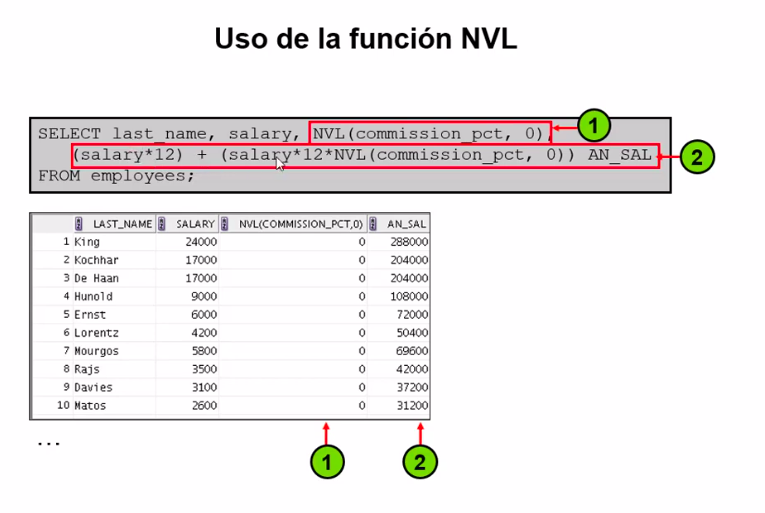 Uso de la función NVL
SELECT last_name, salary, NVL(commission_pct, 0),
1
(salary*12) + (salary*12*NVL(commission_pct, 0)) AN_SAL
2
FROM employees;
LAST_NAME SALARY NVL(COMMISSION_PCT,0) AN_SAL
1 King 24000 0 288000
2 Kochhar 17000 0 204000
3 De Haan 17000 0 204000
4 Hunold 9000 0 108000
5 Ernst 6000 0 72000
6 Lorentz 4200 0 50400
7 Mourgos 5800 0 69600
8 Rajs 3500 0 42000
9 Davies 3100 0 37200
10 Matos 2600 0 31200
...
1 2